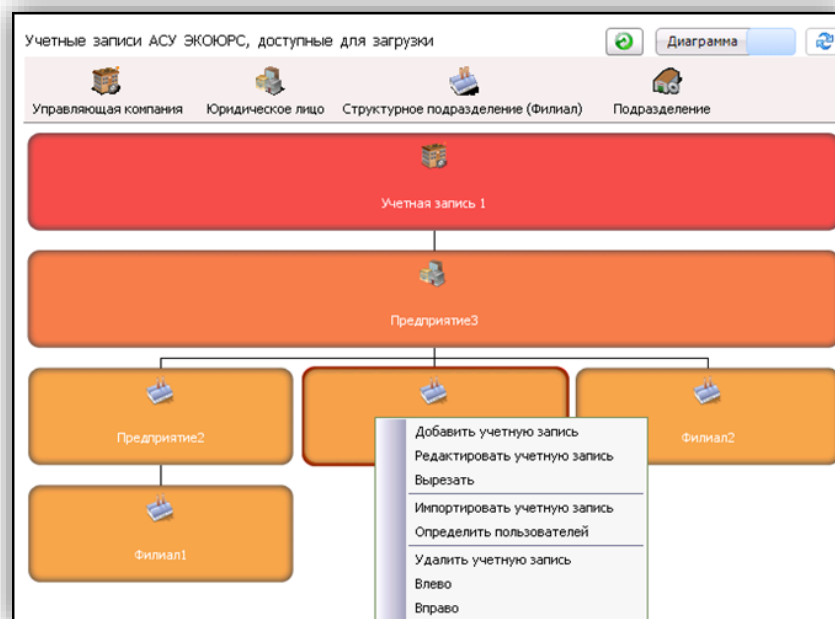 Учетные записи АСУ ЭКОЮРС, доступные для загрузки
Диаграмма
Управляющая компания
Юридическое лицо
Структурное подразделение (Филиал)
Подразделение
Учетная запись 1
Предприятие3
Предприятие2
Филиал2
Филиал1
Добавить учетную запись
Редактировать учетную запись
Вырезать
Импортировать учетную запись
Определить пользователей
Удалить учетную запись
Влево
Вправо